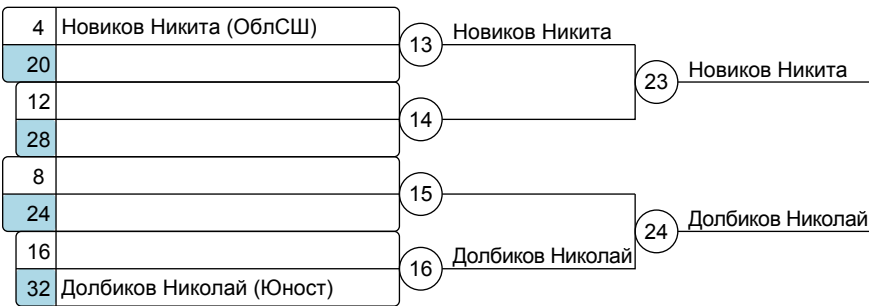 4 Новиков Никита (ОблСШ)
13 Новиков Никита
20
23 Новиков Никита
12
14
28
8
15
24
24 Долбиков Николай
16
16 Долбиков Николай
32 Долбиков Николай (Юност)